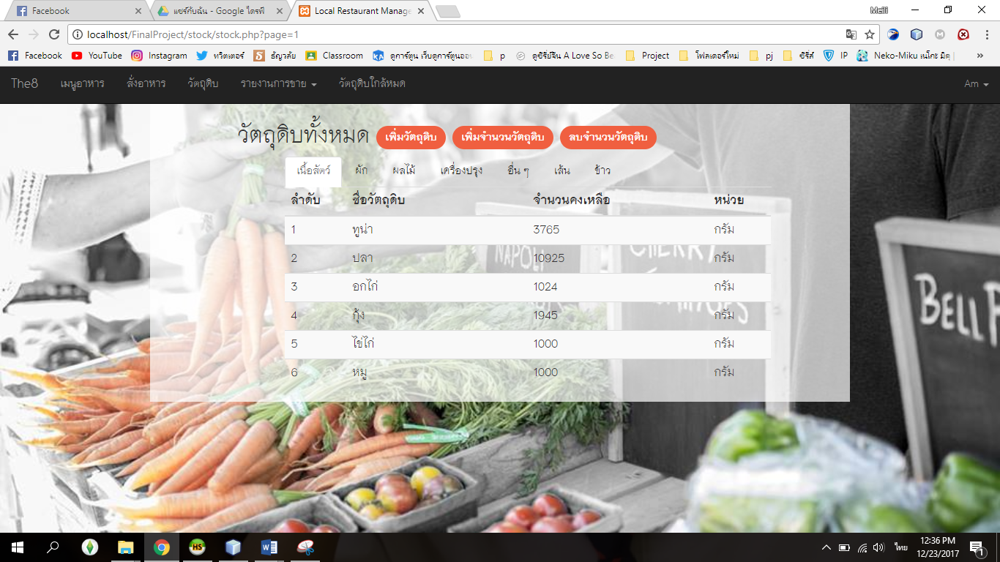 Facebook
แชร์กับฉัน - Google ไดรฟ์
Local Restaurant Manage
Meili
localhost/FinalProject/stock/stock.php?page=1
Facebook YouTube Instagram ทวิตเตอร์ ธัญวลัย Classroom ดูการ์ตูน เว็บดูการ์ตูนออน p ดูซีรี่ย์จีน A Love So Be Project โฟลเดอร์ใหม่ pj ซีรี่ส์ IP Neko-Miku เนโกะ มิคุ |
The8 เมนูอาหาร สั่งอาหาร วัตถุดิบ รายงานการขาย วัตถุดิบใกล้หมด Am
วัตถุดิบทั้งหมด เพิ่มวัตถุดิบ เพิ่มจำนวนวัตถุดิบ ลบจำนวนวัตถุดิบ
เนื้อสัตว์ ผัก ผลไม้ เครื่องปรุง อื่น ๆ เส้น ข้าว
ลำดับ ชื่อวัตถุดิบ จำนวนคงเหลือ หน่วย
1 ทูน่า 3765 กรัม
2 ปลา 10925 กรัม
3 อกไก่ 1024 กรัม
4 กุ้ง 1945 กรัม
5 ไข่ไก่ 1000 กรัม
6 หมู 1000 กรัม
NAPOLI
CHERRY
BELL P
HS
ไทย
12:36 PM
12/23/2017
1